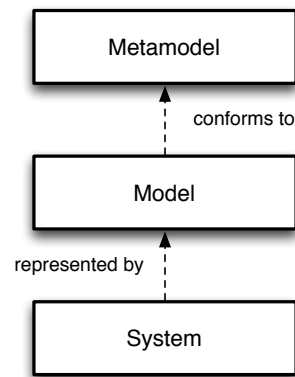 Metamodel
conforms to
Model
represented by
System